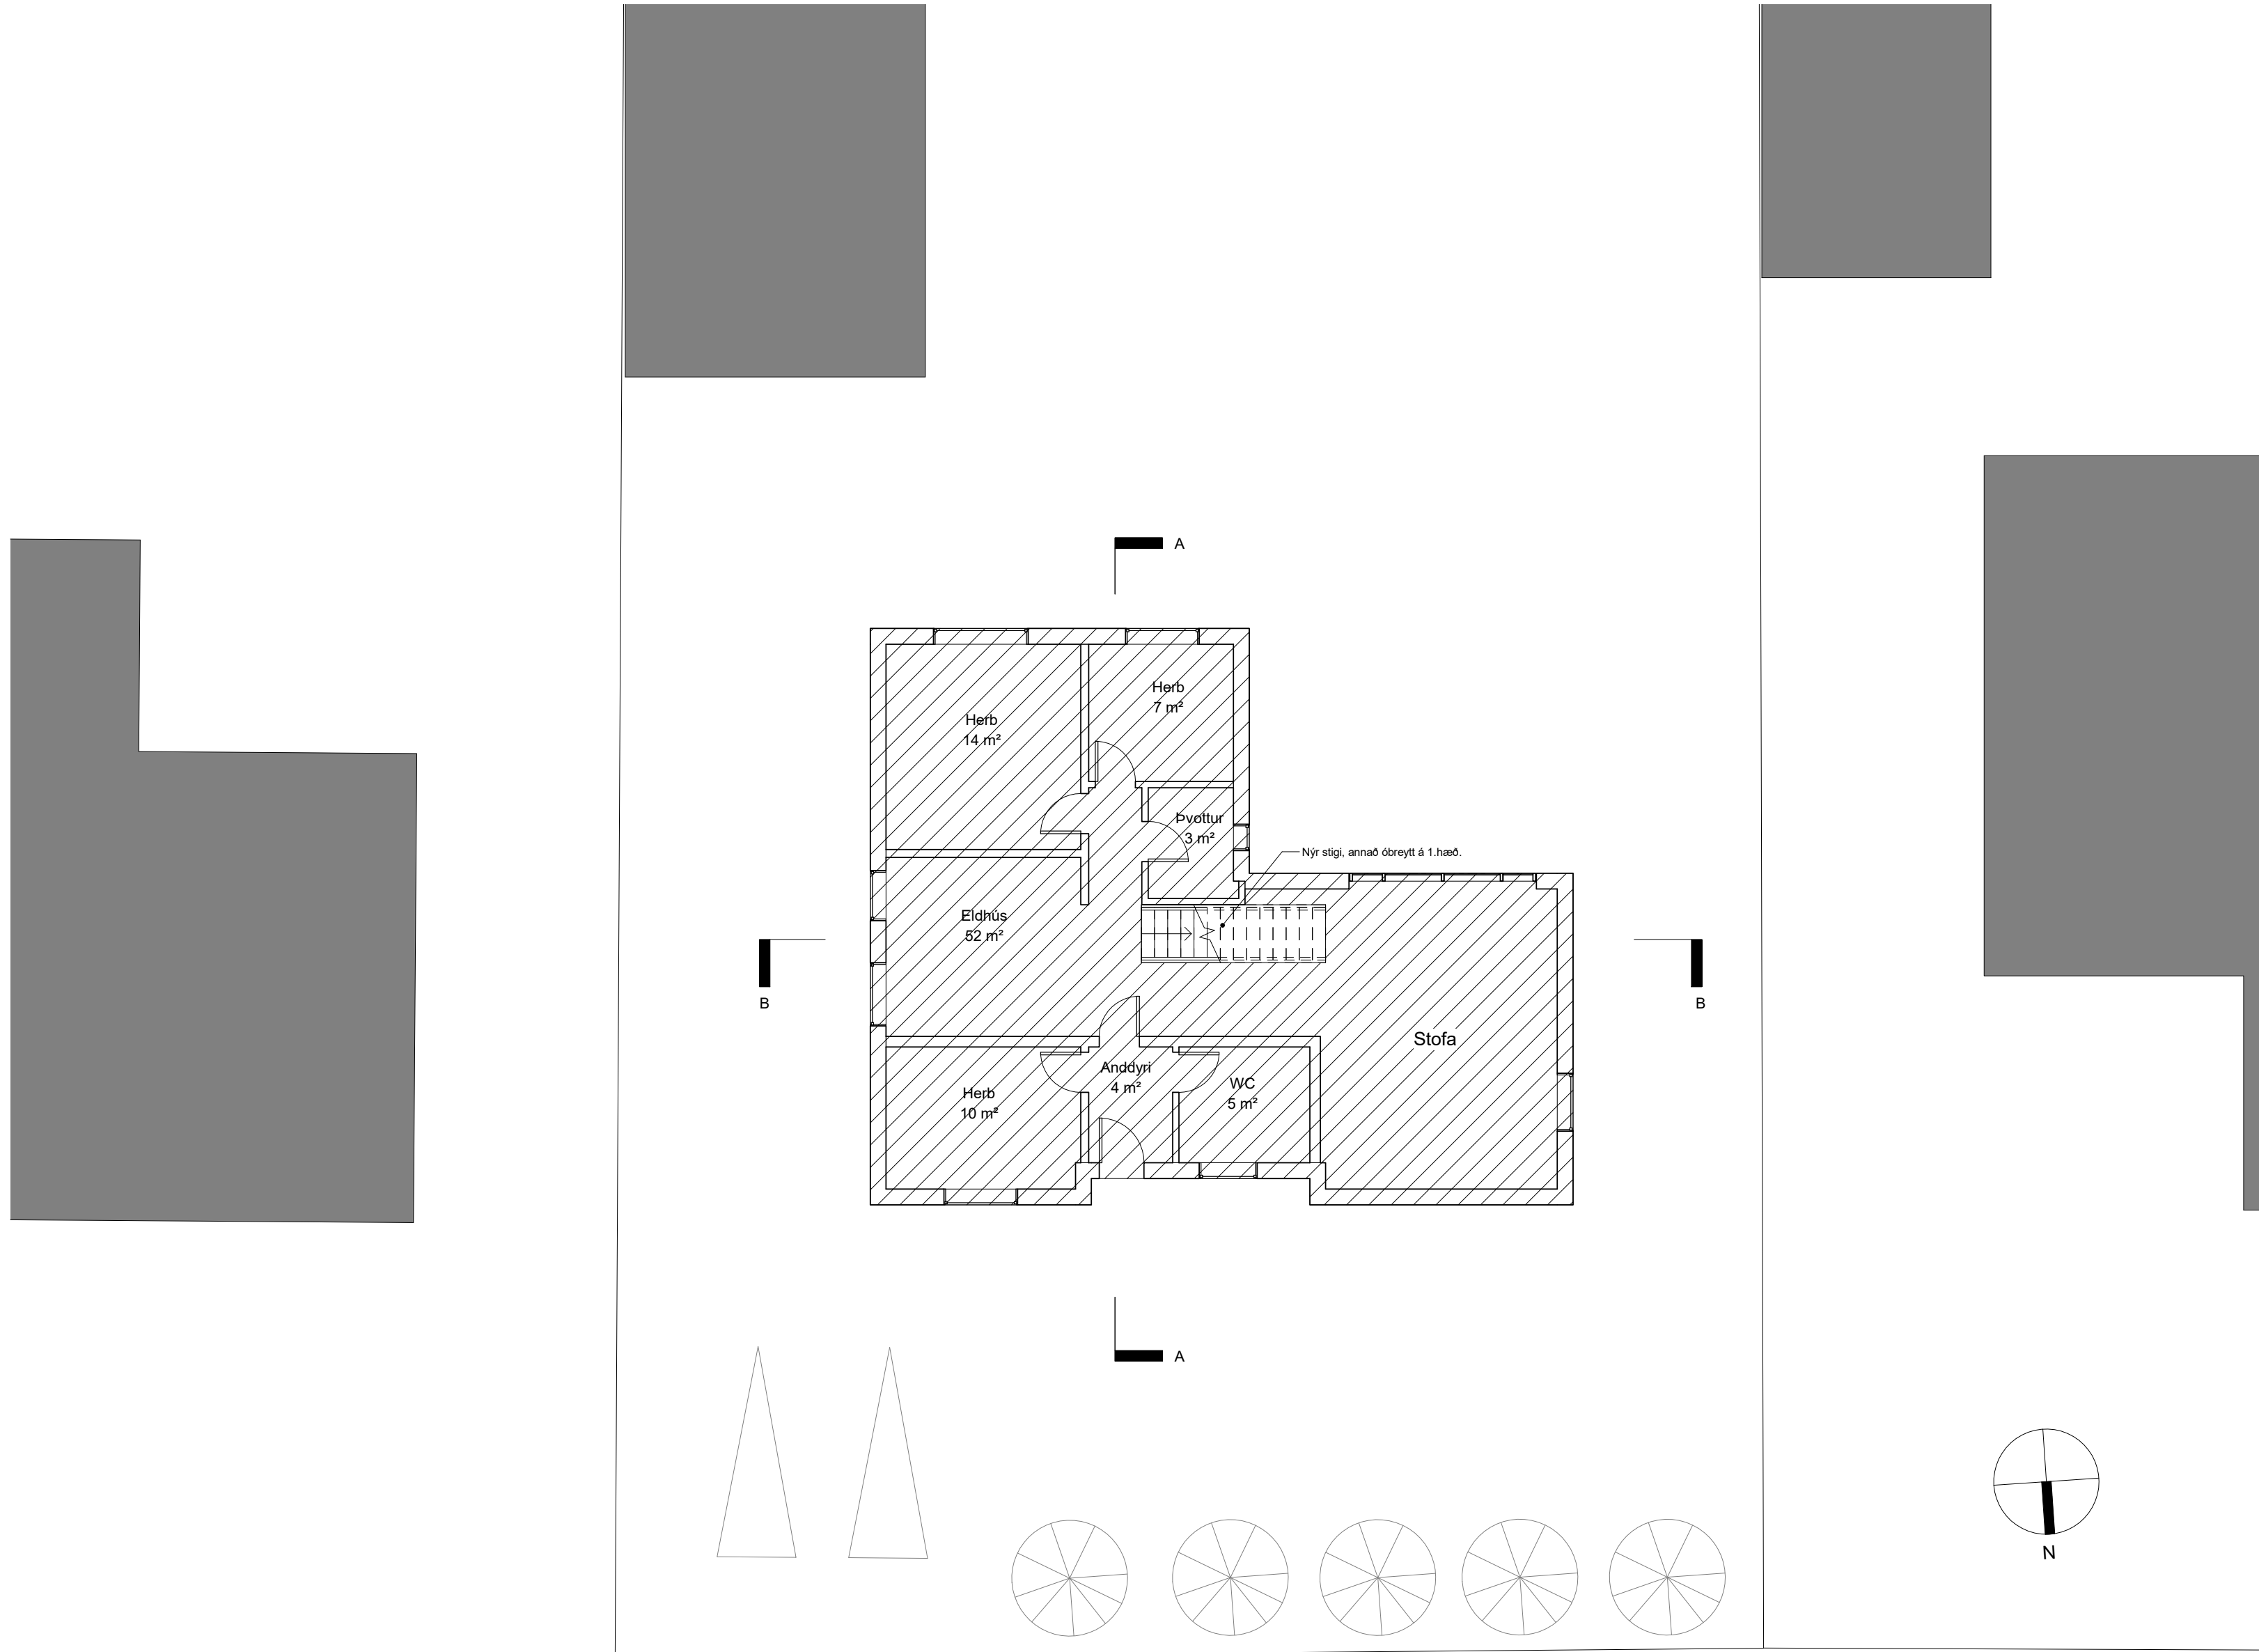 A
Herb
7 m²
Herb
14 m²
Þvottur
3 m²
Nýr stigi, annað óbreytt á 1.hæð.
Eldhús
52 m²
B
B
Stofa
Anddyri
4 m²
WC
5 m²
Herb
10 m²
A
N